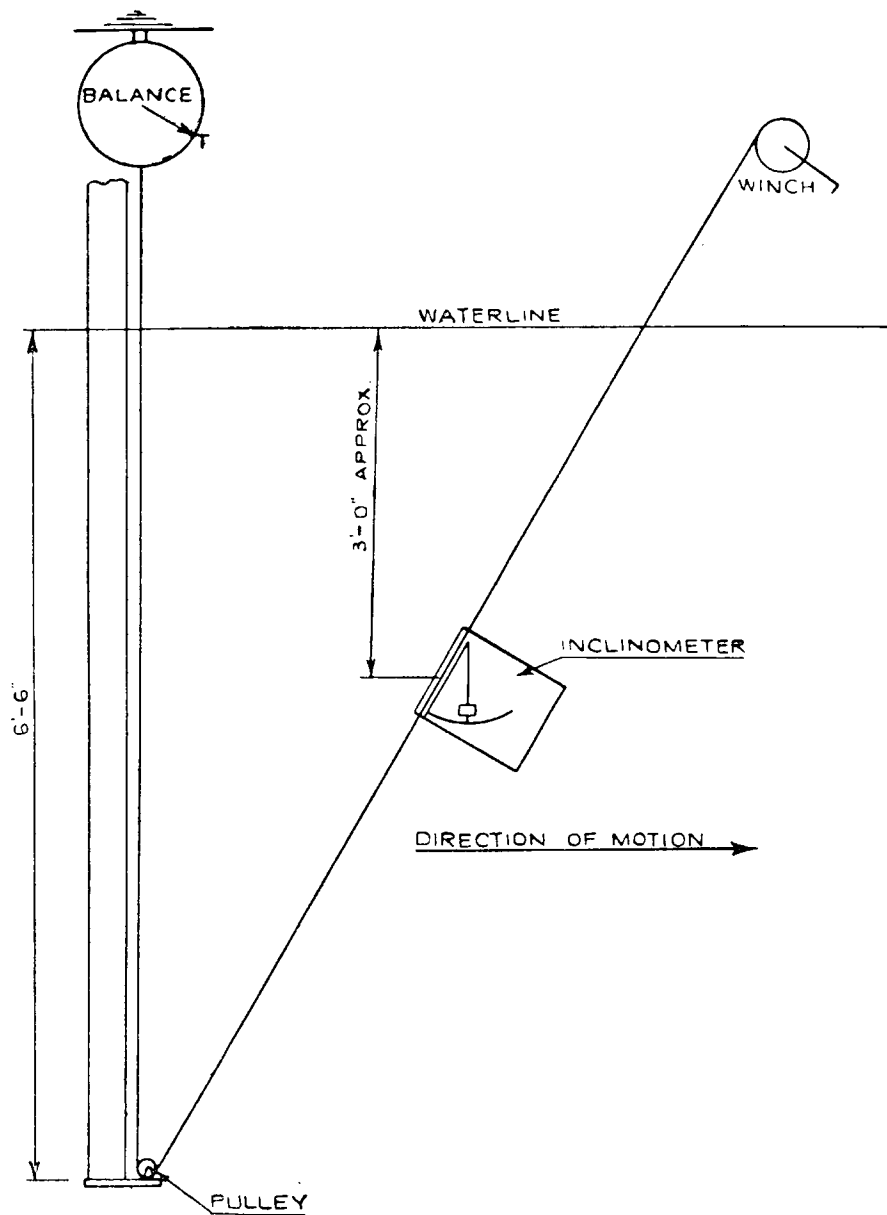 BALANCE
T
WINCH
WATERLINE
3'-0" APPROX.
6'-6"
INCLINOMETER
DIRECTION OF MOTION
PULLEY